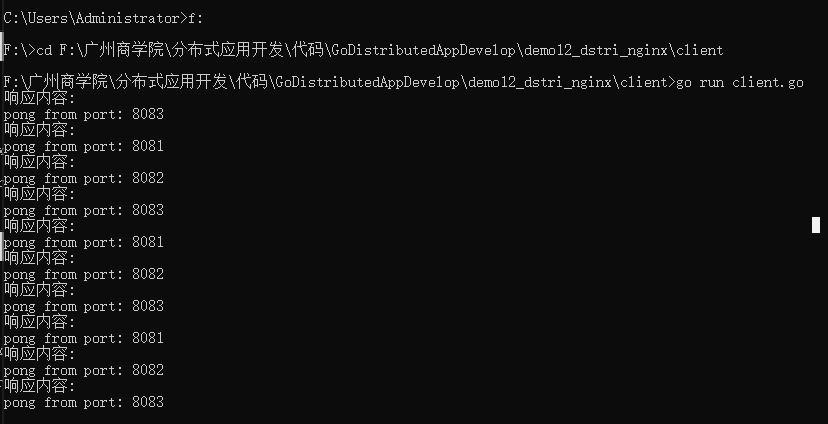 C:\Users\Administrator>f:
F:\>cd F:\广州商学院\分布式应用开发\代码\GoDistributedAppDevelop\demo12_dstri_nginx\client
F:\广州商学院\分布式应用开发\代码\GoDistributedAppDevelop\demo12_dstri_nginx\client>go run client.go
响应内容:
pong from port: 8083
响应内容:
pong from port: 8081
响应内容:
pong from port: 8082
响应内容:
pong from port: 8083
响应内容:
pong from port: 8081
响应内容:
pong from port: 8082
响应内容:
pong from port: 8083
响应内容:
pong from port: 8081
响应内容:
pong from port: 8082
响应内容:
pong from port: 8083